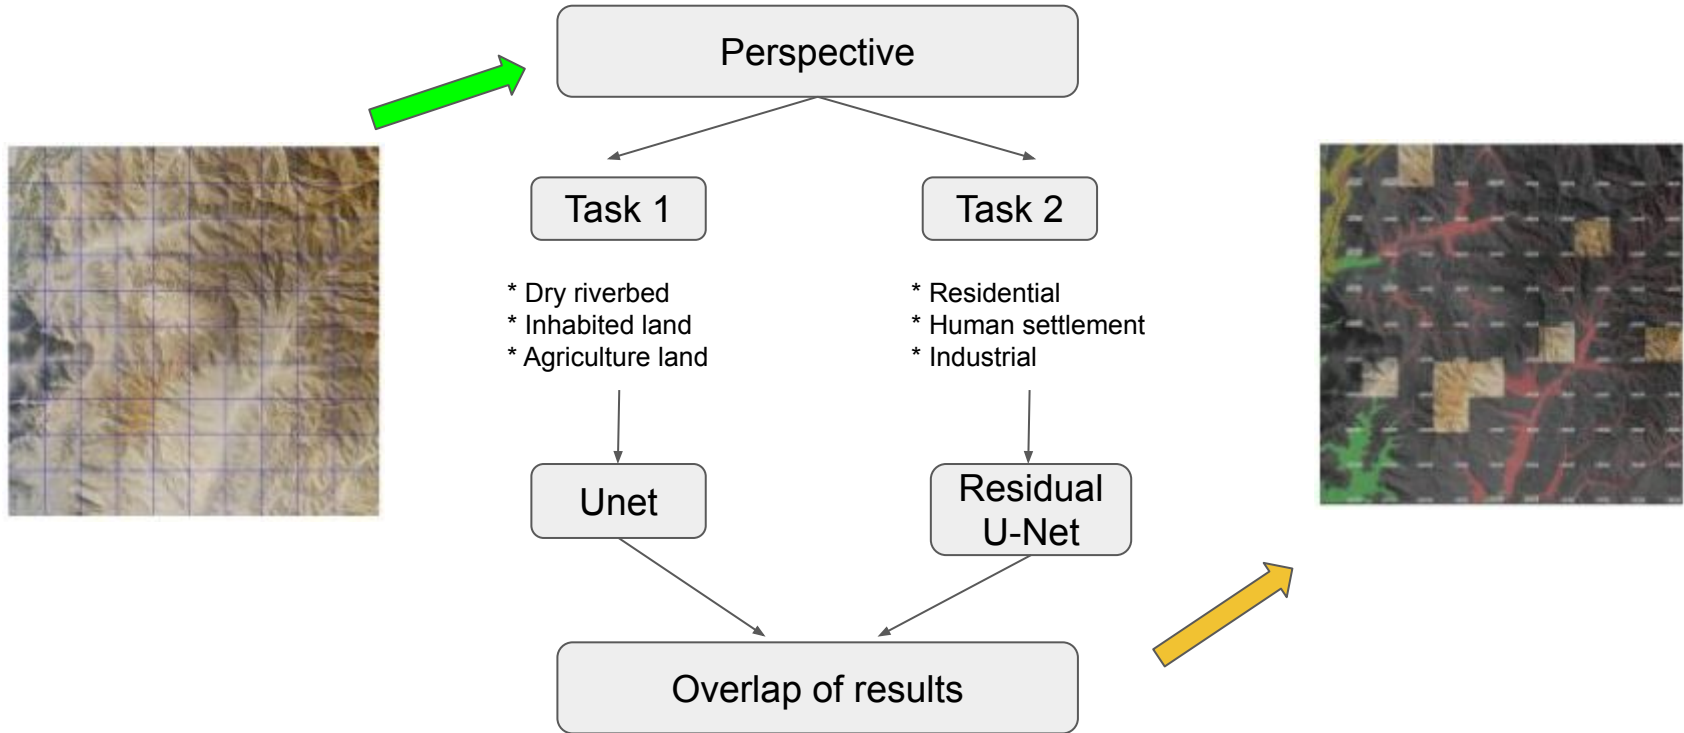 Perspective
Task 1
Task 2
* Dry riverbed
* Inhabited land
* Agriculture land
* Residential
* Human settlement
* Industrial
Unet
Residual
U-Net
Overlap of results